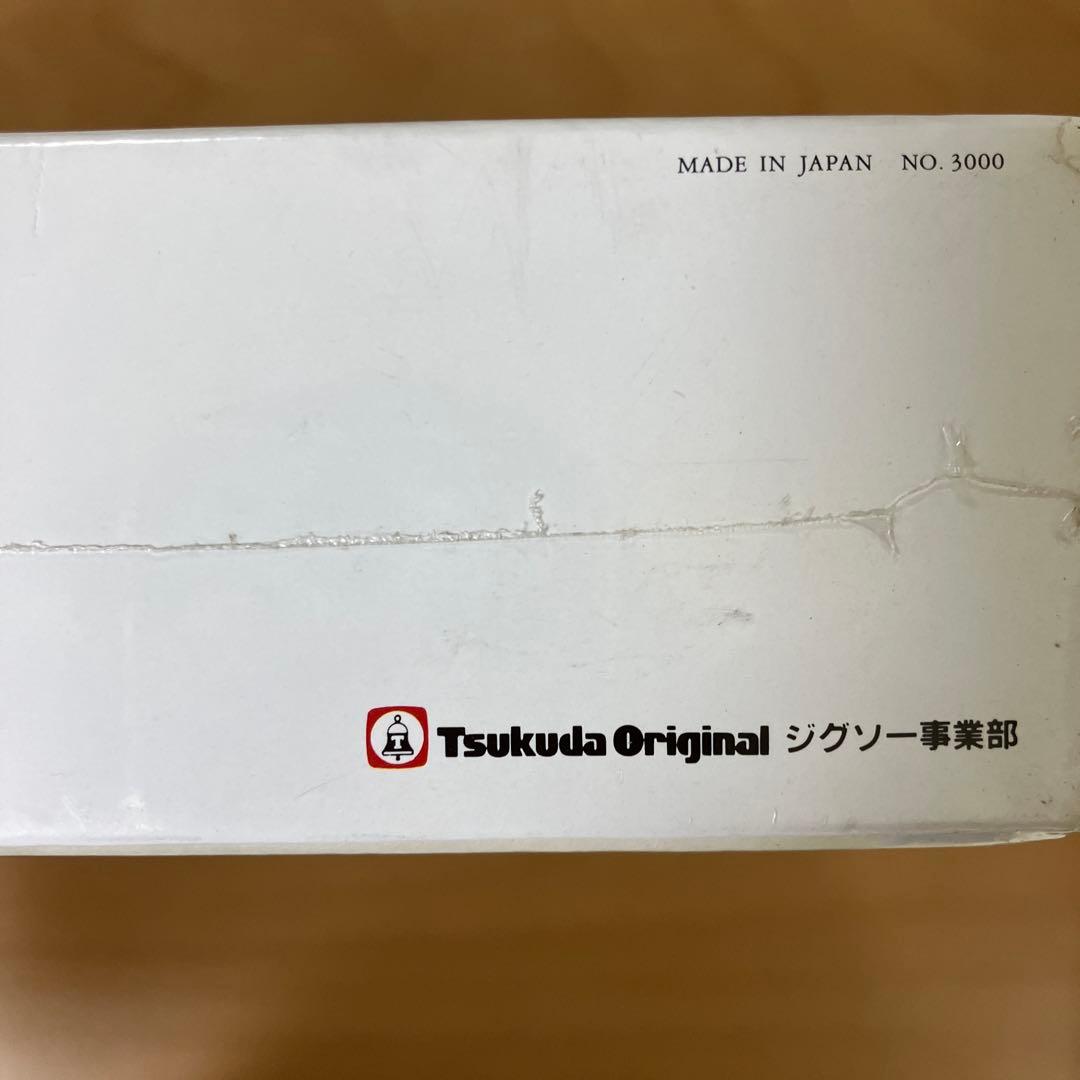 MADE IN JAPAN NO. 3000
T Tsukuda Original ジグソー事業部